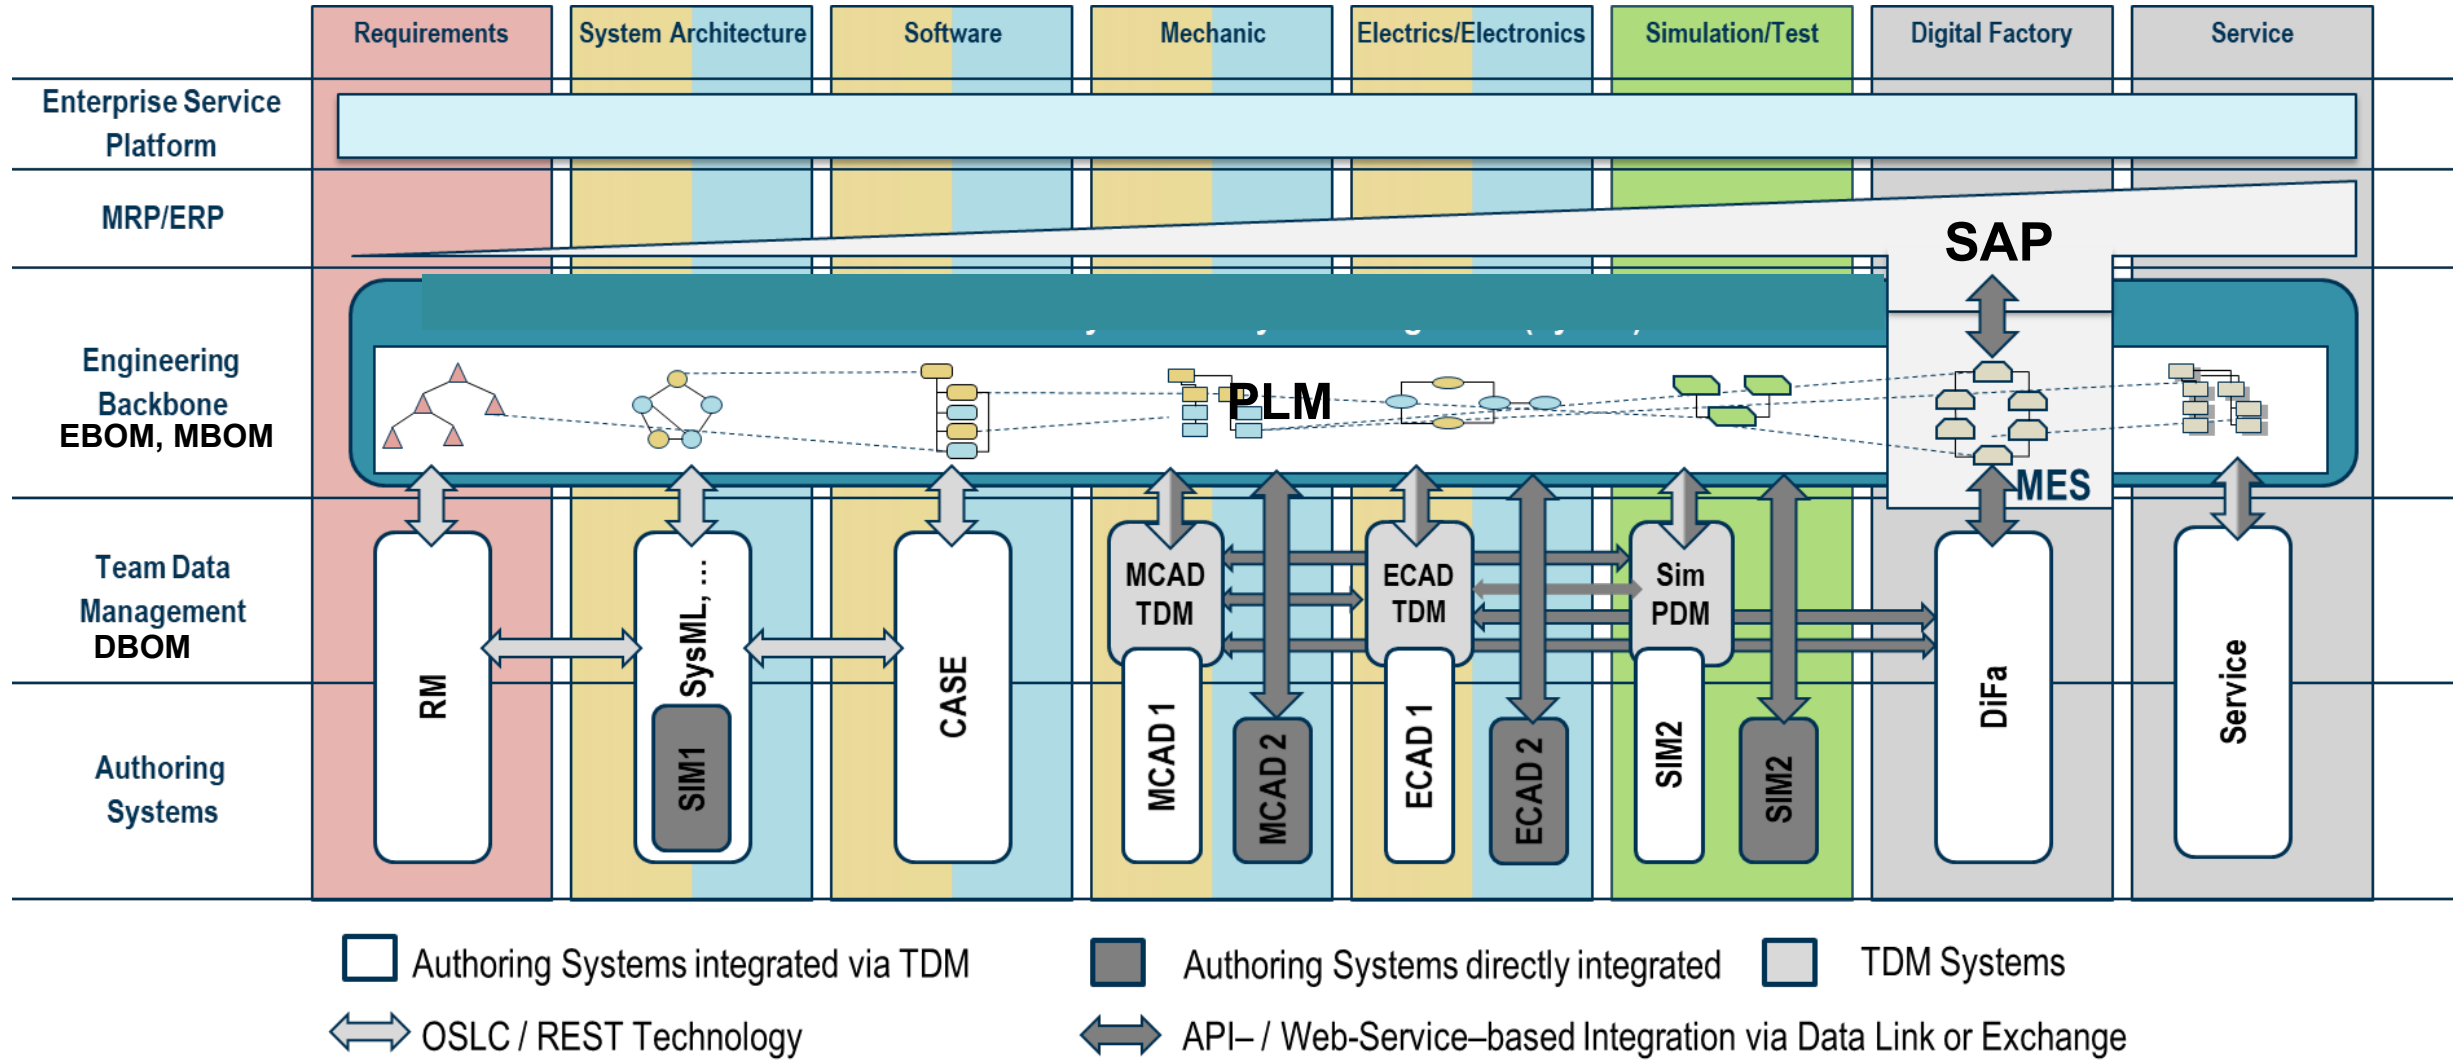 Requirements
System Architecture
Software
Mechanic
Electrics/Electronics
Simulation/Test
Digital Factory
Service
Enterprise Service
Platform
MRP/ERP
SAP
Engineering
Backbone
EBOM, MBOM
PLM
MES
Team Data
Management
DBOM
Authoring
Systems
RM
SysML, ...
SIM1
CASE
MCAD
TDM
MCAD 1
MCAD 2
ECAD
TDM
ECAD 1
ECAD 2
Sim
PDM
SIM2
SIM2
DiFa
Service
Authoring Systems integrated via TDM
Authoring Systems directly integrated
TDM Systems
OSLC / REST Technology
API– / Web-Service–based Integration via Data Link or Exchange